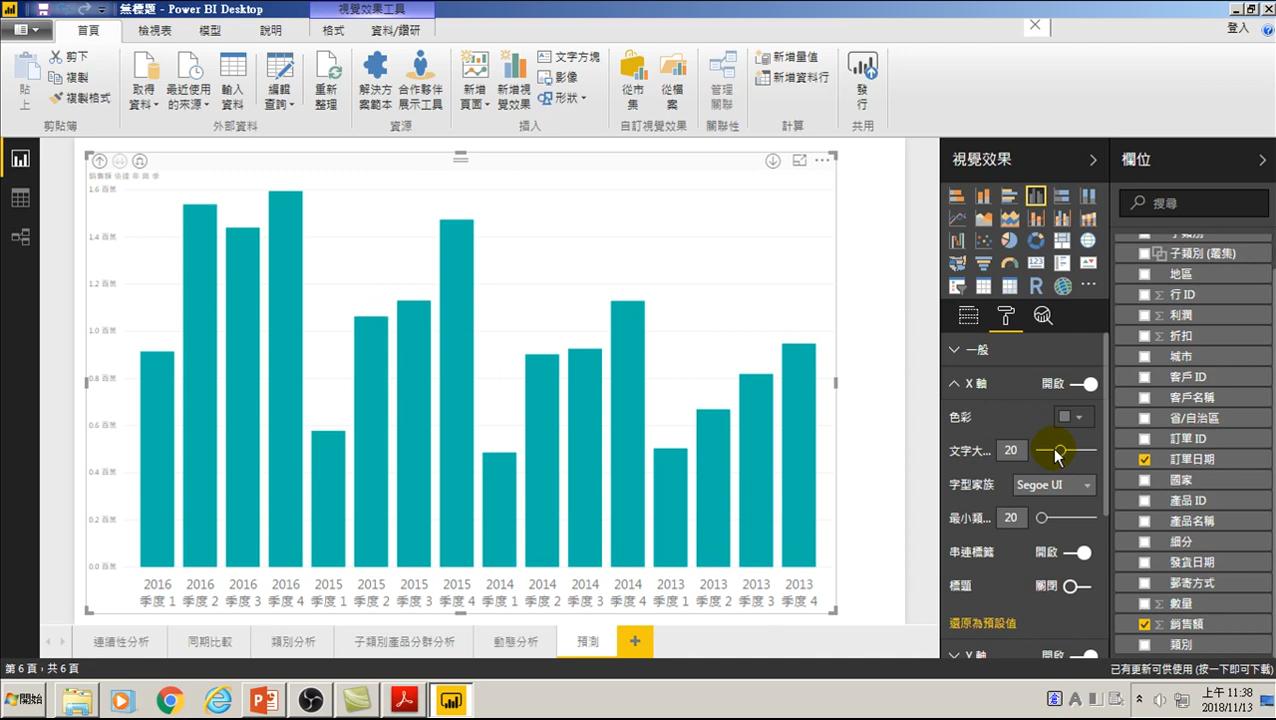 無標題 - Power BI Desktop
視覺效果工具
首頁 檢視表 模型 說明 格式 資料/鑽研
登入
貼上
剪下
複製
複製格式
剪貼簿
取得資料
最近使用的來源
輸入資料
編輯查詢
外部資料
重新整理
解決方案範本
合作夥伴展示工具
資源
新增頁面
新增視覺效果
文字方塊
影像
形狀
插入
從市集
從檔案
自訂視覺效果
管理關聯
關聯性
新增量值
新增資料行
計算
發行
共用
銷售額 依據 年 與 季
1.6 百萬
1.4 百萬
1.2 百萬
1.0 百萬
0.8 百萬
0.6 百萬
0.4 百萬
0.2 百萬
0.0 百萬
2016 2016 2016 2016 2015 2015 2015 2015 2014 2014 2014 2014 2013 2013 2013 2013
季度 1 季度 2 季度 3 季度 4 季度 1 季度 2 季度 3 季度 4 季度 1 季度 2 季度 3 季度 4 季度 1 季度 2 季度 3 季度 4
視覺效果
R
123
一般
X 軸 開啟
色彩
文字大... 20
字型家族 Segoe UI
最小類... 20
串連標籤 開啟
標題 關閉
還原為預設值
Y 軸 開啟
欄位
搜尋
子類別
子類別 (叢集)
地區
行 ID
利潤
折扣
城市
客戶 ID
客戶名稱
省/自治區
訂單 ID
訂單日期
國家
產品 ID
產品名稱
細分
發貨日期
郵寄方式
數量
銷售額
類別
連續性分析 同期比較 類別分析 子類別產品分群分析 動態分析 預測
第 6 頁，共 6 頁
已有更新可供使用 (按一下即可下載)
開始
上午 11:38
2018/11/13